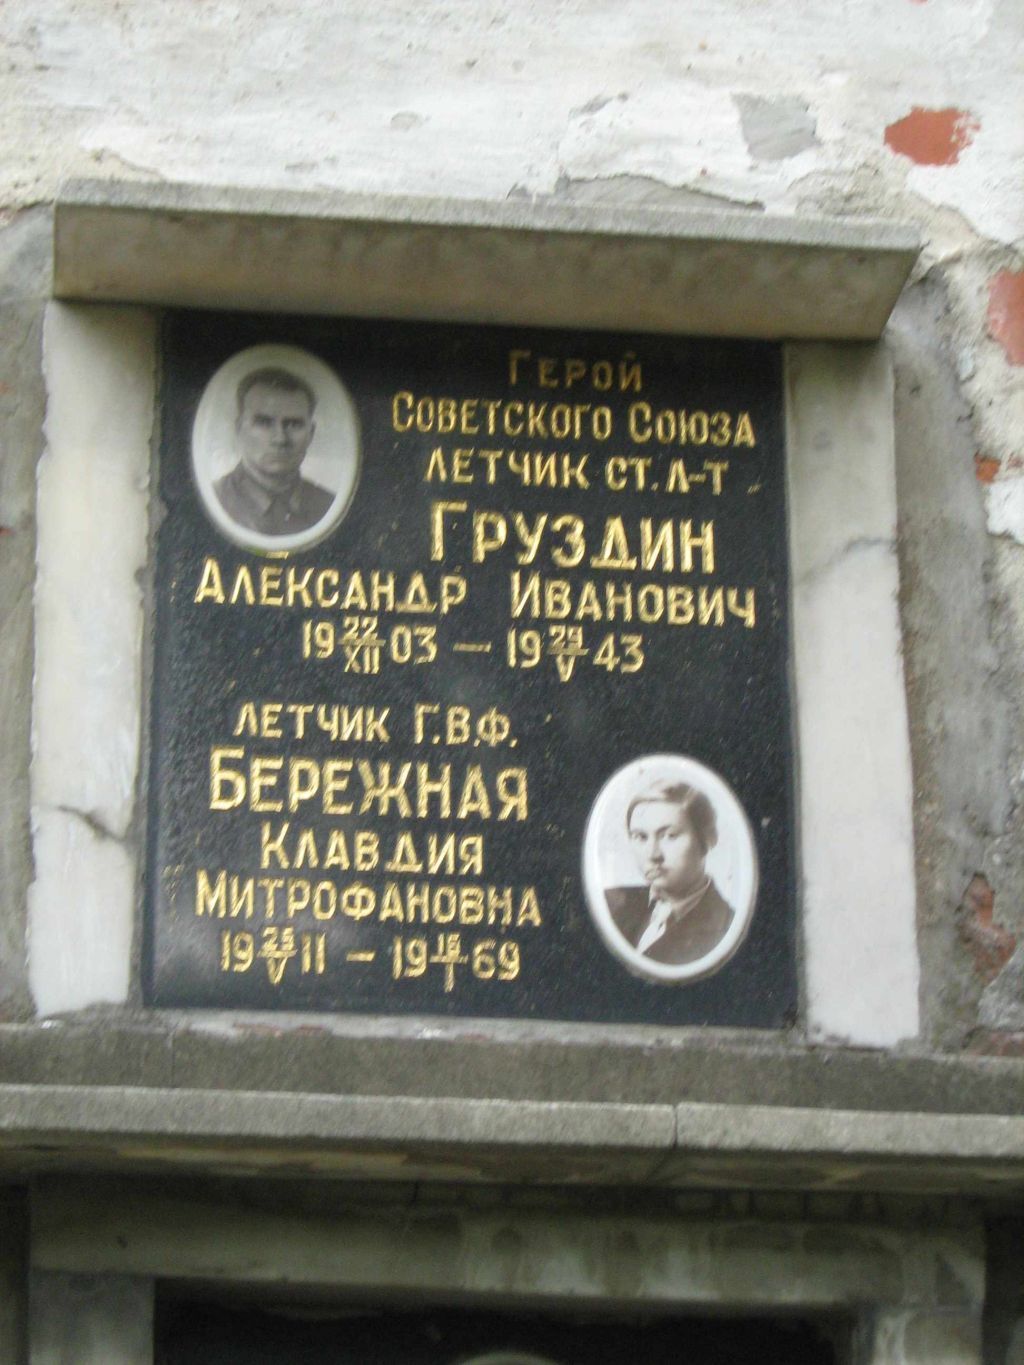 Герой
Советского Союза
летчик ст. л-т
Груздин
Александр Иванович
19 22/XII 03 — 19 29/V 43
летчик Г.В.Ф.
Бережная
Клавдия
Митрофановна
19 25/V 11 — 19 16/I 69